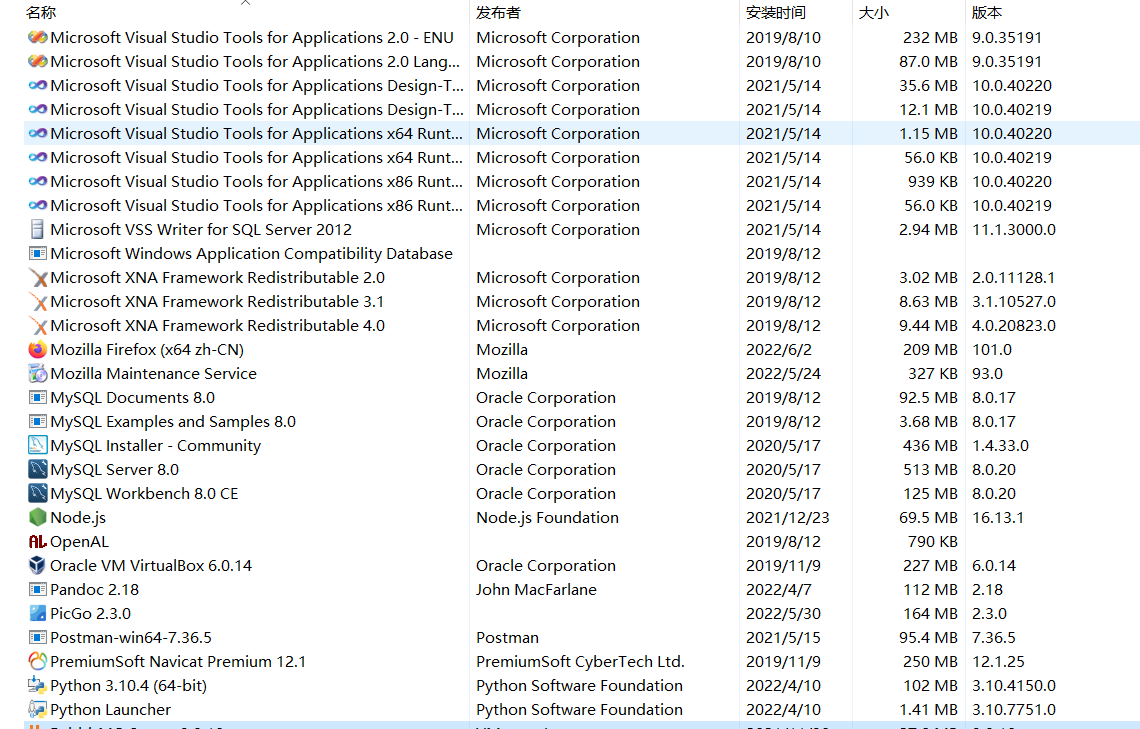 名称 发布者 安装时间 大小 版本
Microsoft Visual Studio Tools for Applications 2.0 - ENU Microsoft Corporation 2019/8/10 232 MB 9.0.35191
Microsoft Visual Studio Tools for Applications 2.0 Lang... Microsoft Corporation 2019/8/10 87.0 MB 9.0.35191
Microsoft Visual Studio Tools for Applications Design-T... Microsoft Corporation 2021/5/14 35.6 MB 10.0.40220
Microsoft Visual Studio Tools for Applications Design-T... Microsoft Corporation 2021/5/14 12.1 MB 10.0.40219
Microsoft Visual Studio Tools for Applications x64 Runt... Microsoft Corporation 2021/5/14 1.15 MB 10.0.40220
Microsoft Visual Studio Tools for Applications x64 Runt... Microsoft Corporation 2021/5/14 56.0 KB 10.0.40219
Microsoft Visual Studio Tools for Applications x86 Runt... Microsoft Corporation 2021/5/14 939 KB 10.0.40220
Microsoft Visual Studio Tools for Applications x86 Runt... Microsoft Corporation 2021/5/14 56.0 KB 10.0.40219
Microsoft VSS Writer for SQL Server 2012 Microsoft Corporation 2021/5/14 2.94 MB 11.1.3000.0
Microsoft Windows Application Compatibility Database 2019/8/12
Microsoft XNA Framework Redistributable 2.0 Microsoft Corporation 2019/8/12 3.02 MB 2.0.11128.1
Microsoft XNA Framework Redistributable 3.1 Microsoft Corporation 2019/8/12 8.63 MB 3.1.10527.0
Microsoft XNA Framework Redistributable 4.0 Microsoft Corporation 2019/8/12 9.44 MB 4.0.20823.0
Mozilla Firefox (x64 zh-CN) Mozilla 2022/6/2 209 MB 101.0
Mozilla Maintenance Service Mozilla 2022/5/24 327 KB 93.0
MySQL Documents 8.0 Oracle Corporation 2019/8/12 92.5 MB 8.0.17
MySQL Examples and Samples 8.0 Oracle Corporation 2019/8/12 3.68 MB 8.0.17
MySQL Installer - Community Oracle Corporation 2020/5/17 436 MB 1.4.33.0
MySQL Server 8.0 Oracle Corporation 2020/5/17 513 MB 8.0.20
MySQL Workbench 8.0 CE Oracle Corporation 2020/5/17 125 MB 8.0.20
Node.js Node.js Foundation 2021/12/23 69.5 MB 16.13.1
AL OpenAL 2019/8/12 790 KB
Oracle VM VirtualBox 6.0.14 Oracle Corporation 2019/11/9 227 MB 6.0.14
Pandoc 2.18 John MacFarlane 2022/4/7 112 MB 2.18
PicGo 2.3.0 2022/5/30 164 MB 2.3.0
Postman-win64-7.36.5 Postman 2021/5/15 95.4 MB 7.36.5
PremiumSoft Navicat Premium 12.1 PremiumSoft CyberTech Ltd. 2019/11/9 250 MB 12.1.25
Python 3.10.4 (64-bit) Python Software Foundation 2022/4/10 102 MB 3.10.4150.0
Python Launcher Python Software Foundation 2022/4/10 1.41 MB 3.10.7751.0